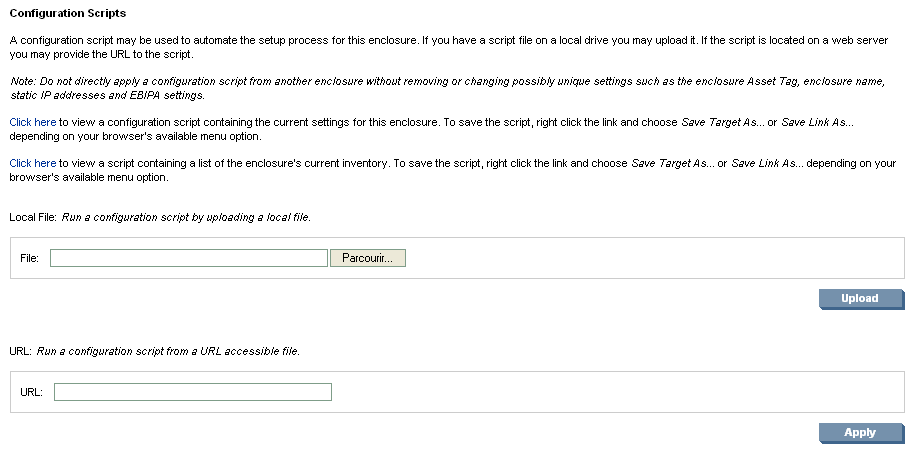 Configuration Scripts
A configuration script may be used to automate the setup process for this enclosure. If you have a script file on a local drive you may upload it. If the script is located on a web server
you may provide the URL to the script.
Note: Do not directly apply a configuration script from another enclosure without removing or changing possibly unique settings such as the enclosure Asset Tag, enclosure name,
static IP addresses and EBIPA settings.
Click here to view a configuration script containing the current settings for this enclosure. To save the script, right click the link and choose Save Target As... or Save Link As...
depending on your browser's available menu option.
Click here to view a script containing a list of the enclosure's current inventory. To save the script, right click the link and choose Save Target As... or Save Link As... depending on your
browser's available menu option.
Local File: Run a configuration script by uploading a local file.
File: Parcourir...
Upload
URL: Run a configuration script from a URL accessible file.
URL:
Apply